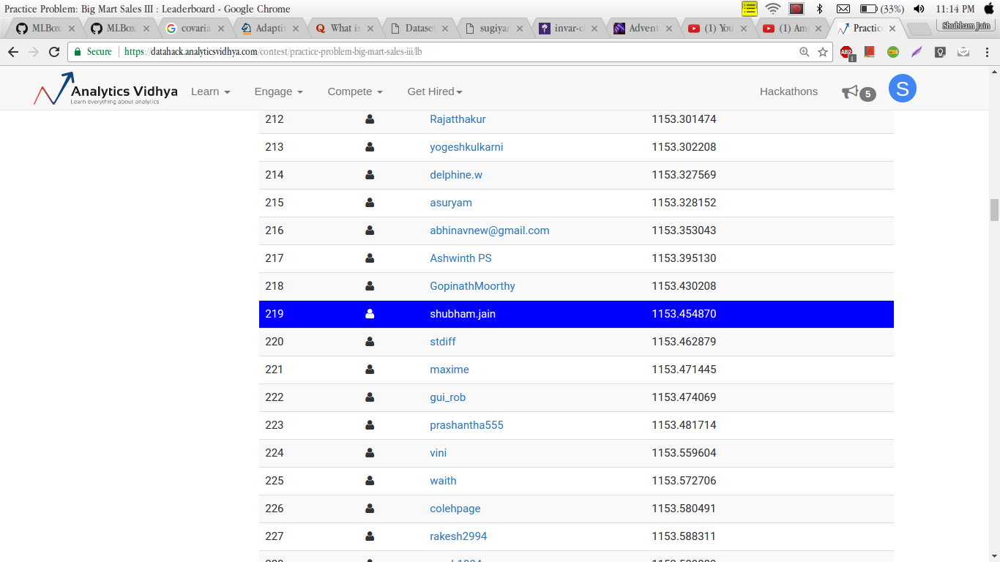 Practice Problem: Big Mart Sales III : Leaderboard - Google Chrome (33%) 11:14 PM
MLBox MLBox covaria Adaptiv What is Dataset sugiya invar-c Advent (1) You (1) Am Practic Shubham Jain
Secure https://datahack.analyticsvidhya.com/contest/practice-problem-big-mart-sales-iii/lb ABP 1
Analytics Vidhya Learn Engage Compete Get Hired Hackathons 5 S
Learn everything about analytics
212 Rajatthakur 1153.301474
213 yogeshkulkarni 1153.302208
214 delphine.w 1153.327569
215 asuryam 1153.328152
216 abhinavnew@gmail.com 1153.353043
217 Ashwinth PS 1153.395130
218 GopinathMoorthy 1153.430208
219 shubham.jain 1153.454870
220 stdiff 1153.462879
221 maxime 1153.471445
222 gui_rob 1153.474069
223 prashantha555 1153.481714
224 vini 1153.559604
225 waith 1153.572706
226 colehpage 1153.580491
227 rakesh2994 1153.588311